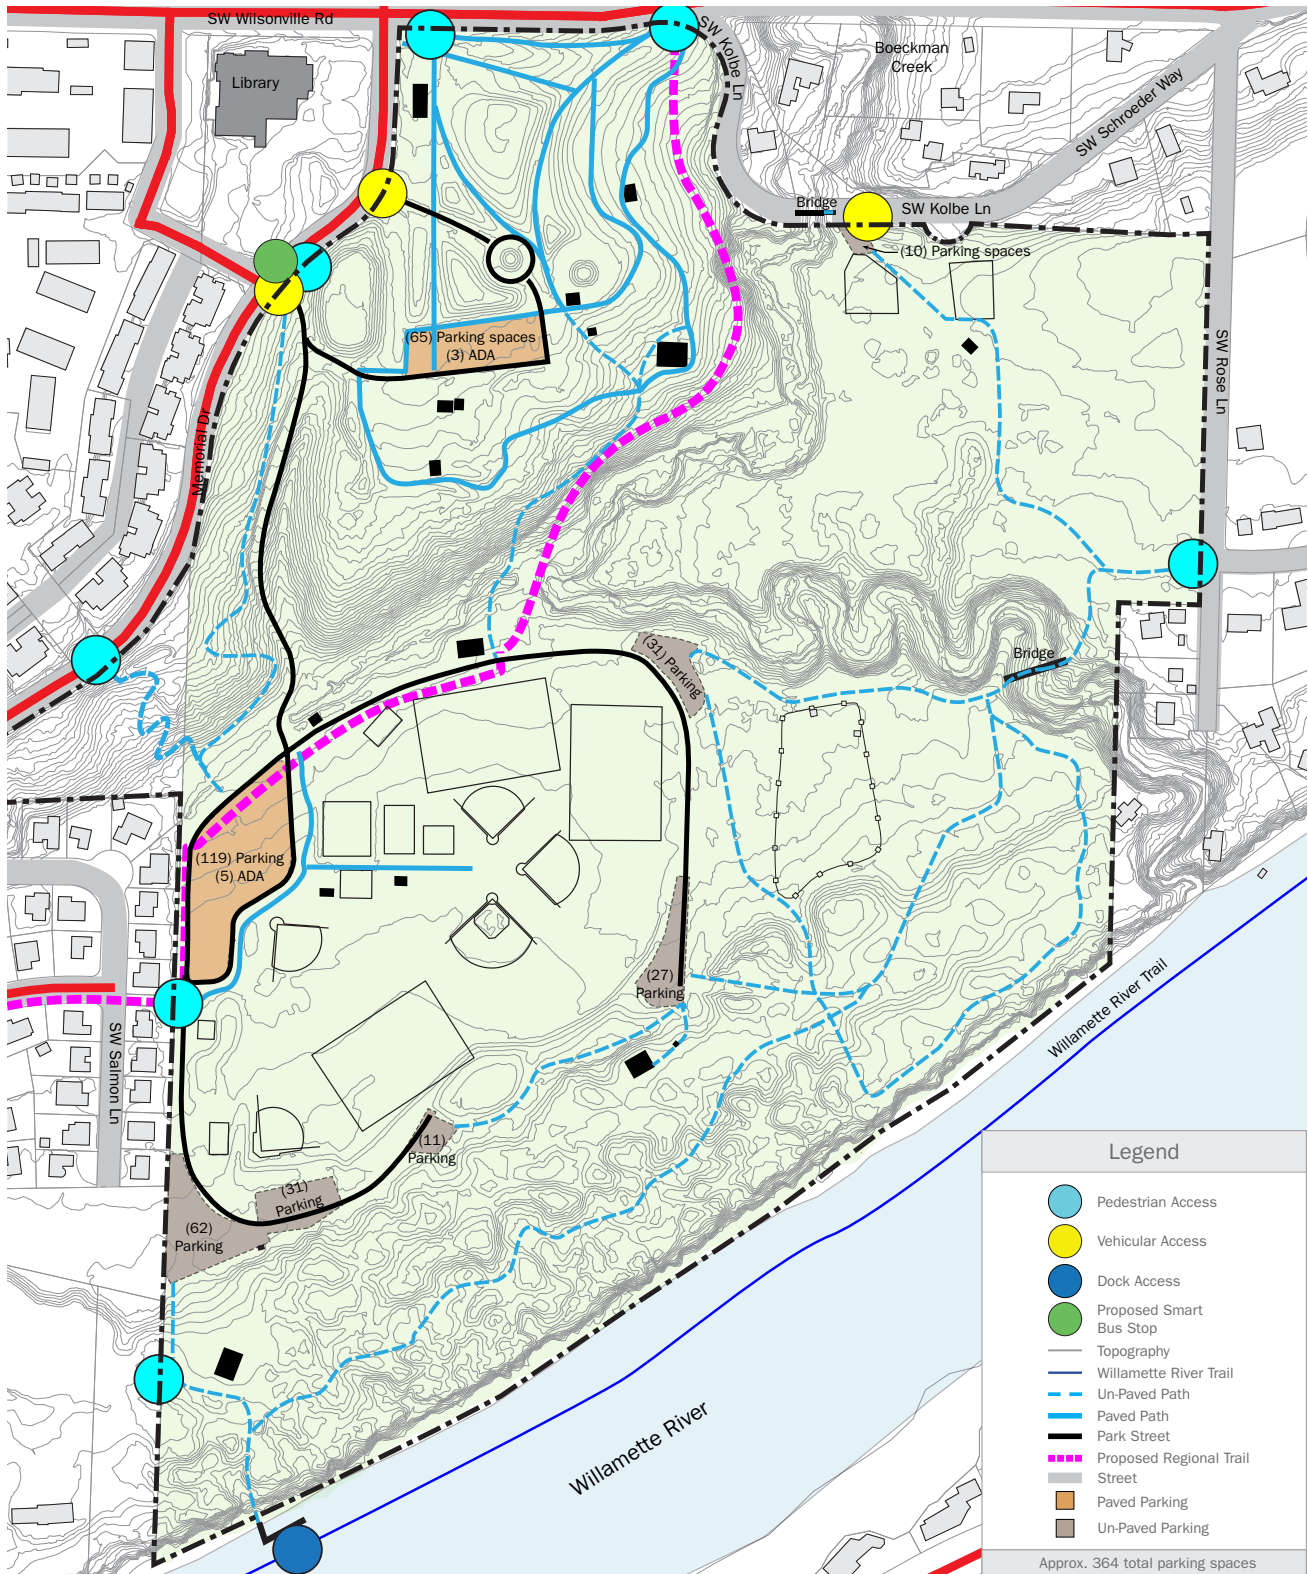 SW Wilsonville Rd
SW Kolbe Ln
Boeckman
Creek
Library
SW Schroeder Way
Bridge
SW Kolbe Ln
(10) Parking spaces
(65) Parking spaces
(3) ADA
SW Rose Ln
Memorial Dr
(31) Parking
Bridge
(119) Parking
(5) ADA
(27)
Parking
Willamette River Trail
SW Salmon Ln
(11)
Parking
(31)
Parking
(62)
Parking
Willamette River
Legend
Pedestrian Access
Vehicular Access
Dock Access
Proposed Smart
Bus Stop
Topography
Willamette River Trail
Un-Paved Path
Paved Path
Park Street
Proposed Regional Trail
Street
Paved Parking
Un-Paved Parking
Approx. 364 total parking spaces